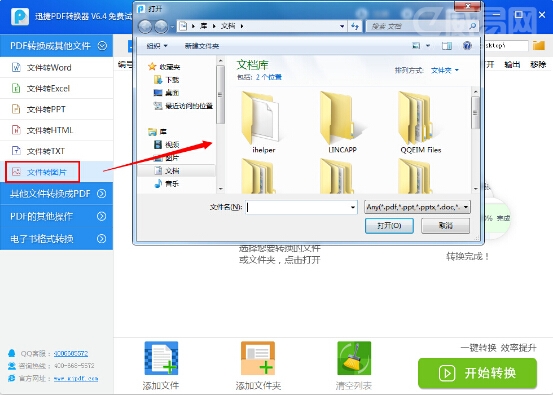 迅捷PDF转换器 V6.4 免费试
打开
库 ▸ 文档 ▸
搜索 文档
组织
新建文件夹
收藏夹
下载
桌面
最近访问的位置
库
视频
图片
文档
音乐
文档库
包括: 2 个位置
排列方式: 文件夹
ihelper
LINCAPP
QQEIM Files
文件名(N):
Any(*.pdf,*.ppt,*.pptx,*.doc,*
打开(O)
取消
PDF转换成其他文件
文件转Word
文件转Excel
文件转PPT
文件转HTML
文件转TXT
文件转图片
其他文件转换成PDF
PDF的其他操作
电子书格式转换
编号
打开
输出
移除
完成
选择您要转换的文件
或文件夹，点击打开
转换完成！
QQ客服：
4006685572
咨询热线：
400-668-5572
官方网站：
添加文件
添加文件夹
清空列表
一键转换 效率提升
开始转换